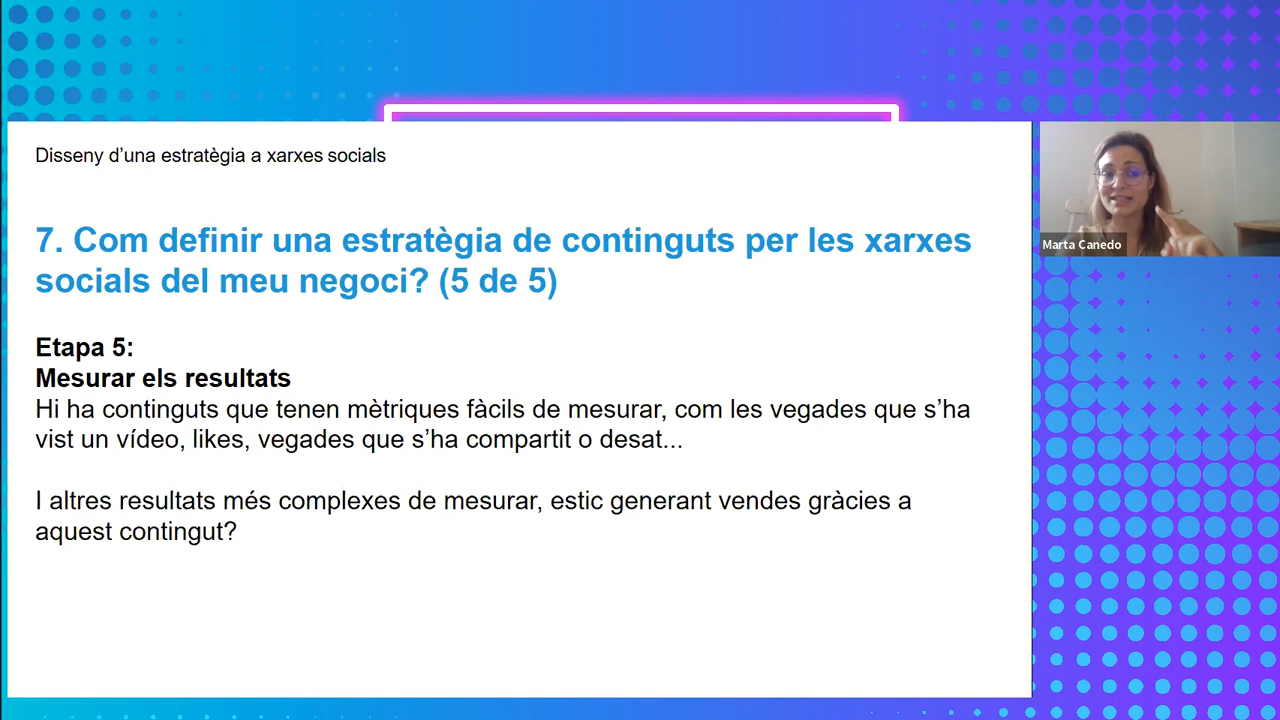 Disseny d’una estratègia a xarxes socials
7. Com definir una estratègia de continguts per les xarxes
socials del meu negoci? (5 de 5)
Marta Canedo
Etapa 5:
Mesurar els resultats
Hi ha continguts que tenen mètriques fàcils de mesurar, com les vegades que s’ha
vist un vídeo, likes, vegades que s’ha compartit o desat...
I altres resultats més complexes de mesurar, estic generant vendes gràcies a
aquest contingut?